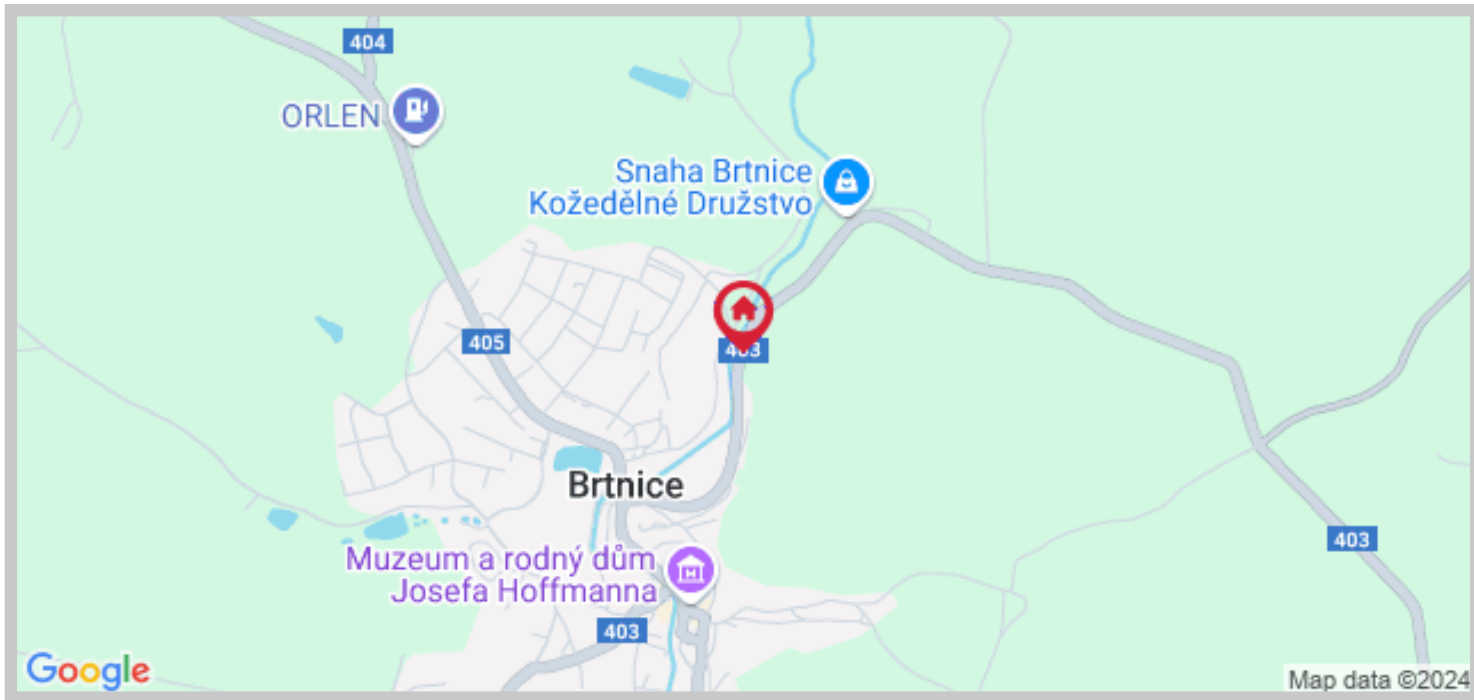 404
ORLEN
Snaha Brtnice
Kožedělné Družstvo
405
403
Brtnice
403
Muzeum a rodný dům
Josefa Hoffmanna
403
Google
Map data ©2024